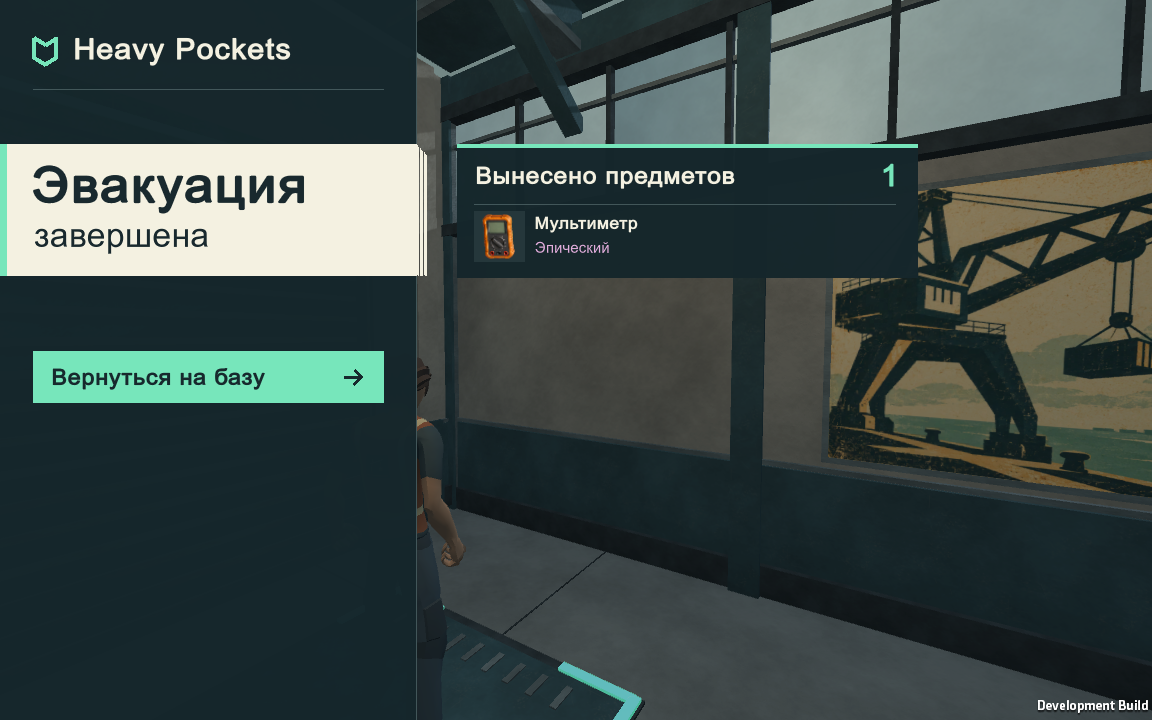 Heavy Pockets
Эвакуация
завершена
Вынесено предметов 1
Мультиметр
Эпический
Вернуться на базу
Development Build